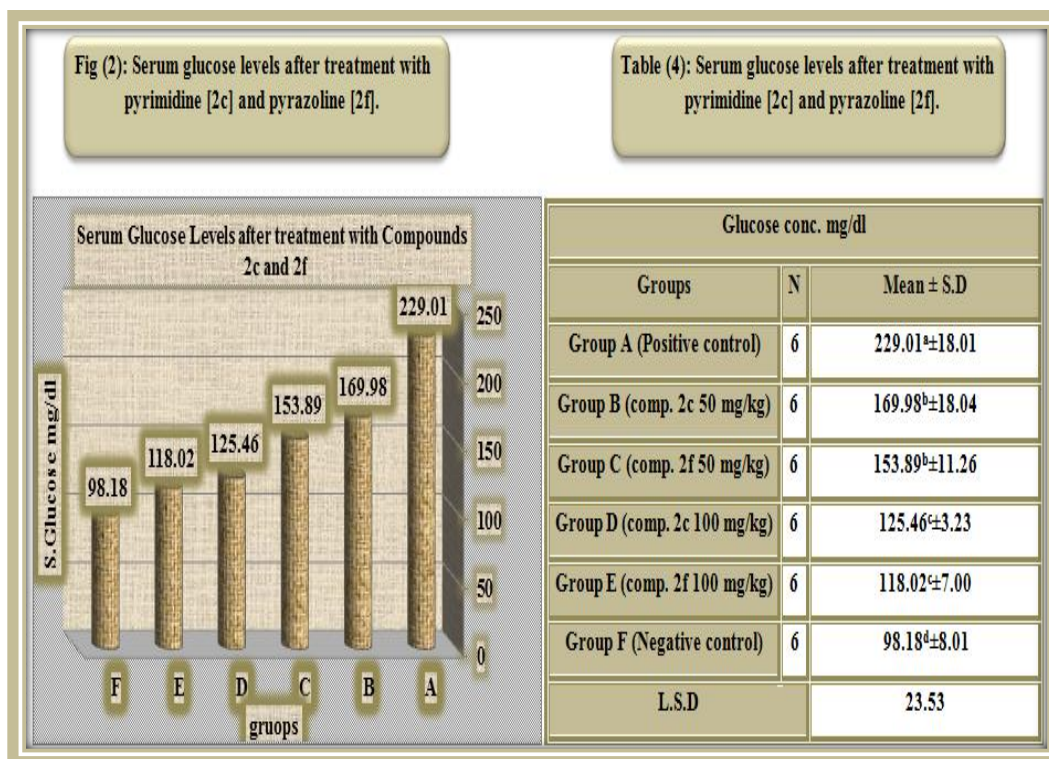 Fig (2): Serum glucose levels after treatment with
pyrimidine [2c] and pyrazoline [2f].
Table (4): Serum glucose levels after treatment with
pyrimidine [2c] and pyrazoline [2f].
Serum Glucose Levels after treatment with Compounds
2c and 2f
S.Glucose mg/dl
98.18
118.02
125.46
153.89
169.98
229.01
250
200
150
100
50
0
F E D C B A
gruops
Glucose conc. mg/dl
Groups N Mean ± S.D
Group A (Positive control) 6 229.01ᵃ±18.01
Group B (comp. 2c 50 mg/kg) 6 169.98ᵇ±18.04
Group C (comp. 2f 50 mg/kg) 6 153.89ᵇ±11.26
Group D (comp. 2c 100 mg/kg) 6 125.46ᶜ±3.23
Group E (comp. 2f 100 mg/kg) 6 118.02ᶜ±7.00
Group F (Negative control) 6 98.18ᵈ±8.01
L.S.D 23.53